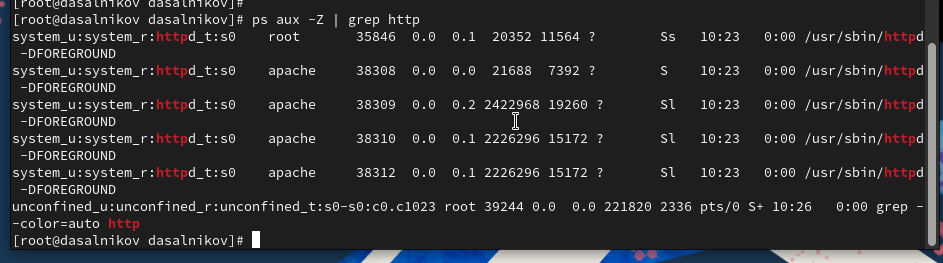 [root@dasalnikov dasalnikov]#
[root@dasalnikov dasalnikov]# ps aux -Z | grep http
system_u:system_r:httpd_t:s0    root       35846  0.0  0.1  20352 11564 ?        Ss   10:23   0:00 /usr/sbin/httpd
 -DFOREGROUND
system_u:system_r:httpd_t:s0    apache     38308  0.0  0.0  21688  7392 ?        S    10:23   0:00 /usr/sbin/httpd
 -DFOREGROUND
system_u:system_r:httpd_t:s0    apache     38309  0.0  0.2 2422968 19260 ?       Sl   10:23   0:00 /usr/sbin/httpd
 -DFOREGROUND
system_u:system_r:httpd_t:s0    apache     38310  0.0  0.1 2226296 15172 ?       Sl   10:23   0:00 /usr/sbin/httpd
 -DFOREGROUND
system_u:system_r:httpd_t:s0    apache     38312  0.0  0.1 2226296 15172 ?       Sl   10:23   0:00 /usr/sbin/httpd
 -DFOREGROUND
unconfined_u:unconfined_r:unconfined_t:s0-s0:c0.c1023 root 39244 0.0  0.0 221820 2336 pts/0 S+ 10:26   0:00 grep -
-color=auto http
[root@dasalnikov dasalnikov]#